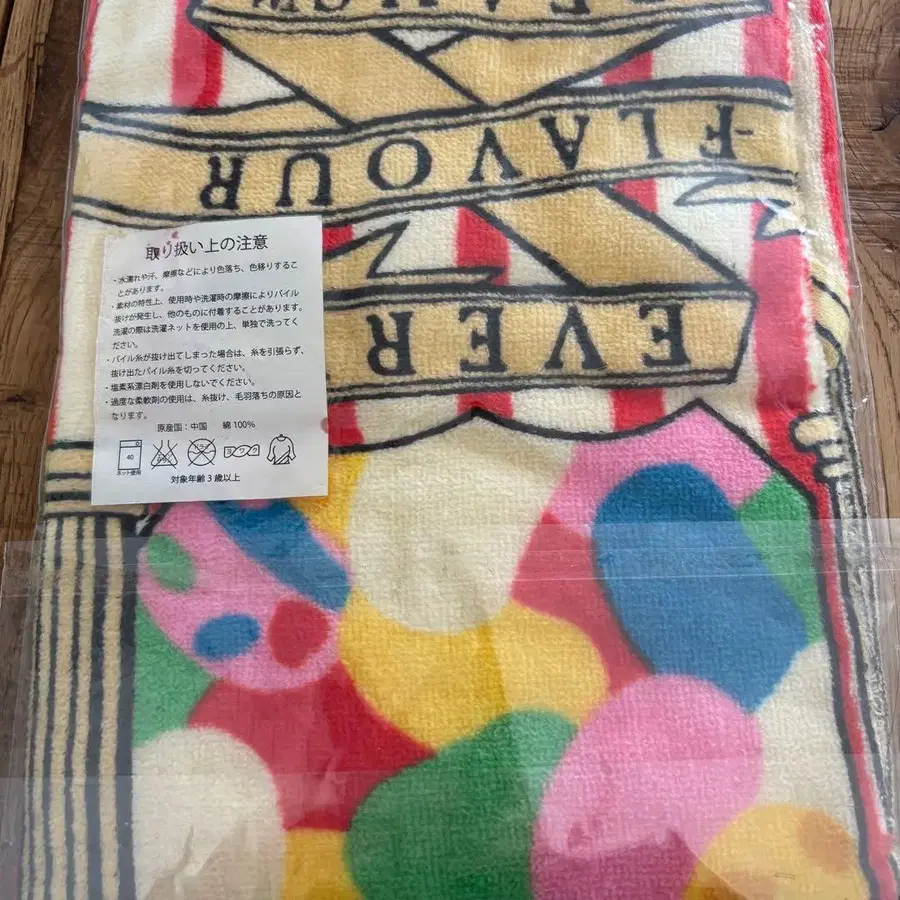 取り扱い上の注意
・水濡れや汗、摩擦などにより色落ち、色移りするこ
とがあります。
・素材の特性上、使用時や洗濯時の摩擦によりパイル
抜けが発生し、他のものに付着することがあります。
洗濯の際は洗濯ネットを使用の上、単独で洗ってく
ださい。
・パイル糸が抜け出てしまった場合は、糸を引張らず、
抜け出たパイル糸を切ってください。
・塩素系漂白剤を使用しないでください。
・過度な柔軟剤の使用は、糸抜け、毛羽落ちの原因と
なります。
原産国：中国 綿100%
40
ネット使用
対象年齢3歳以上
EVER
FLAVOUR